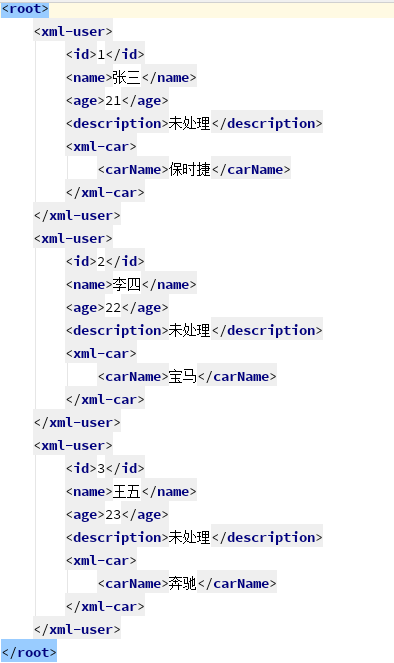 <root>
<xml-user>
<id>1</id>
<name>张三</name>
<age>21</age>
<description>未处理</description>
<xml-car>
<carName>保时捷</carName>
</xml-car>
</xml-user>
<xml-user>
<id>2</id>
<name>李四</name>
<age>22</age>
<description>未处理</description>
<xml-car>
<carName>宝马</carName>
</xml-car>
</xml-user>
<xml-user>
<id>3</id>
<name>王五</name>
<age>23</age>
<description>未处理</description>
<xml-car>
<carName>奔驰</carName>
</xml-car>
</xml-user>
</root>